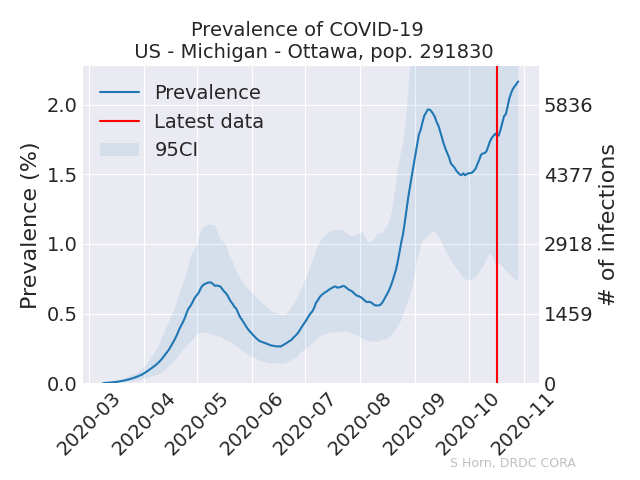 Prevalence of COVID-19
US - Michigan - Ottawa, pop. 291830
Prevalence
Latest data
95CI
Prevalence (%)
2.0
1.5
1.0
0.5
0.0
5836
4377
2918
1459
0
# of infections
2020-03
2020-04
2020-05
2020-06
2020-07
2020-08
2020-09
2020-10
2020-11
S Horn, DRDC CORA